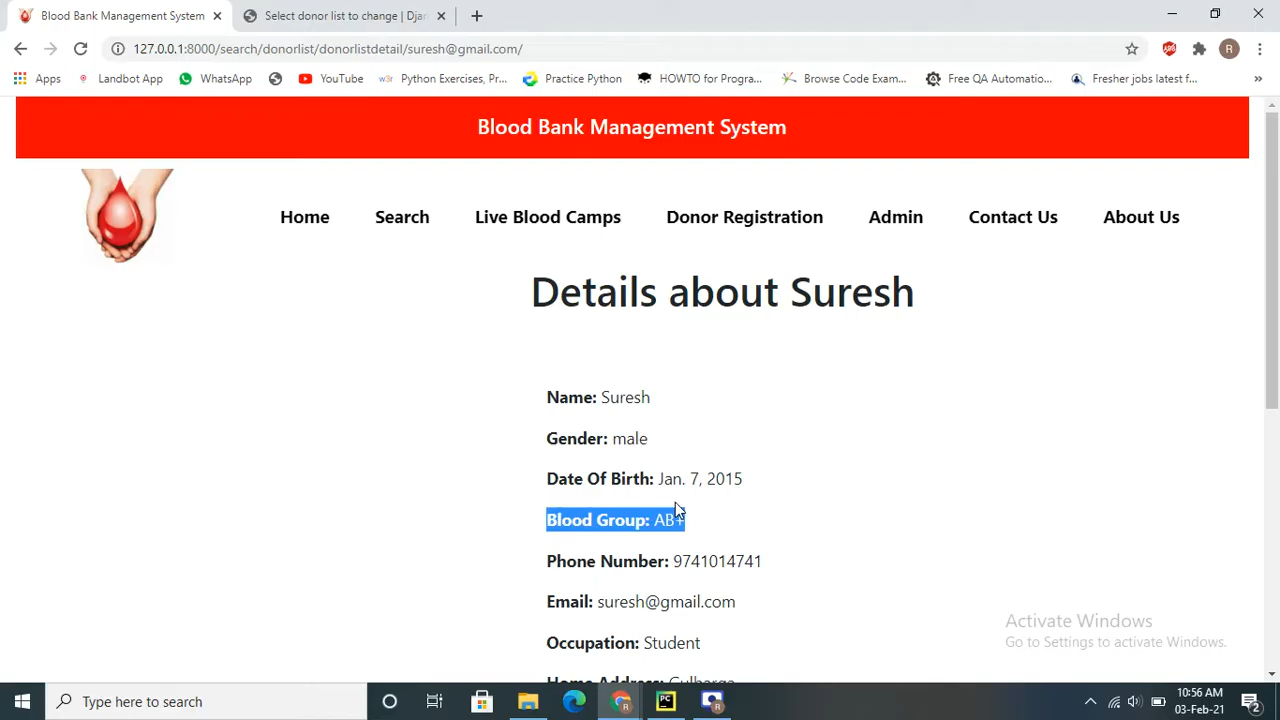 Blood Bank Management System
Select donor list to change | Djan
127.0.0.1:8000/search/donorlist/donorlistdetail/suresh@gmail.com/
R
Apps
Landbot App
WhatsApp
YouTube
Python Exercises, Pr...
Practice Python
HOWTO for Progra...
Browse Code Exam...
Free QA Automatio...
Fresher jobs latest f...
Blood Bank Management System
Home
Search
Live Blood Camps
Donor Registration
Admin
Contact Us
About Us
Details about Suresh
Name: Suresh
Gender: male
Date Of Birth: Jan. 7, 2015
Blood Group: AB+
Phone Number: 9741014741
Email: suresh@gmail.com
Occupation: Student
Home Address: Gulbarga
Activate Windows
Go to Settings to activate Windows.
Type here to search
10:56 AM
03-Feb-21